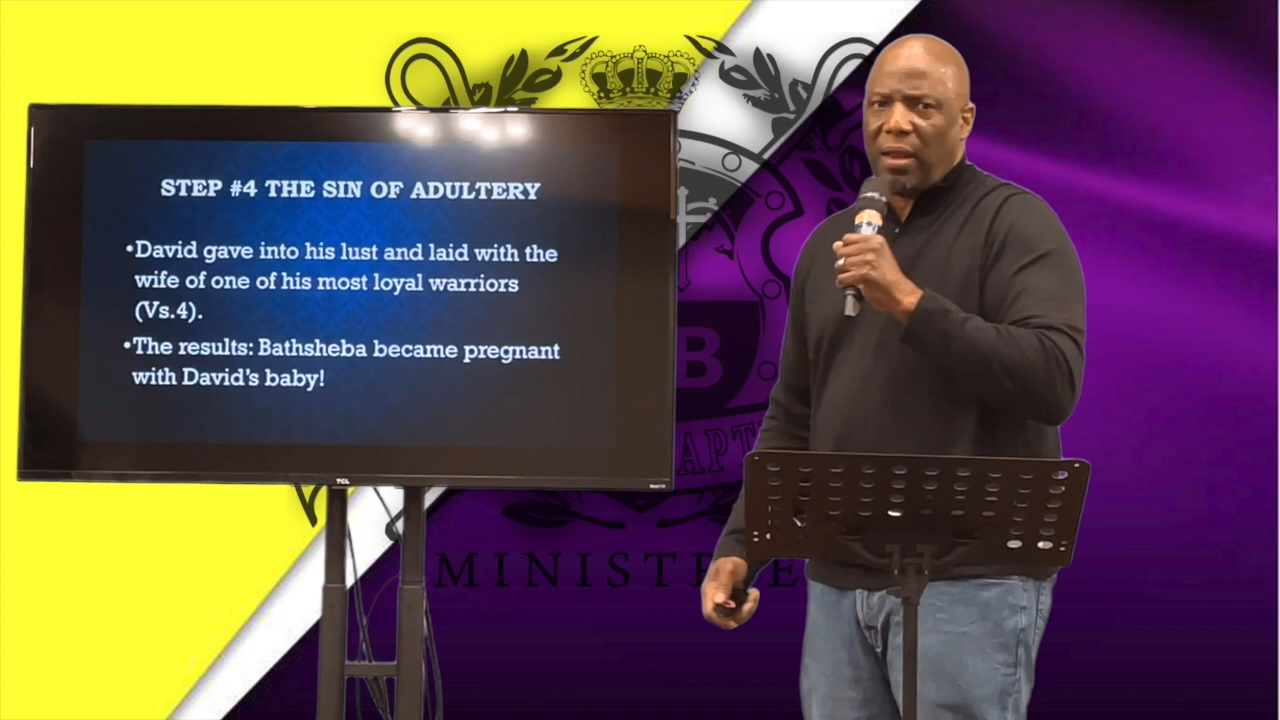 STEP #4 THE SIN OF ADULTERY
•David gave into his lust and laid with the
wife of one of his most loyal warriors
(Vs.4).
•The results: Bathsheba became pregnant
with David's baby!
TCL
B